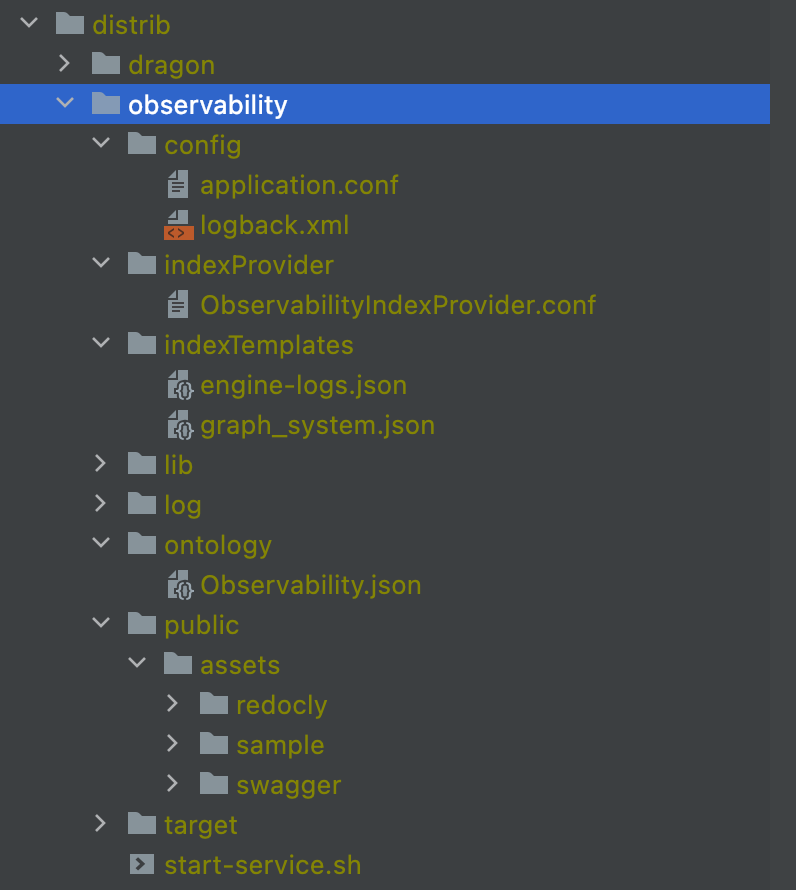 distrib
dragon
observability
config
application.conf
logback.xml
indexProvider
ObservabilityIndexProvider.conf
indexTemplates
engine-logs.json
graph_system.json
lib
log
ontology
Observability.json
public
assets
redocly
sample
swagger
target
start-service.sh